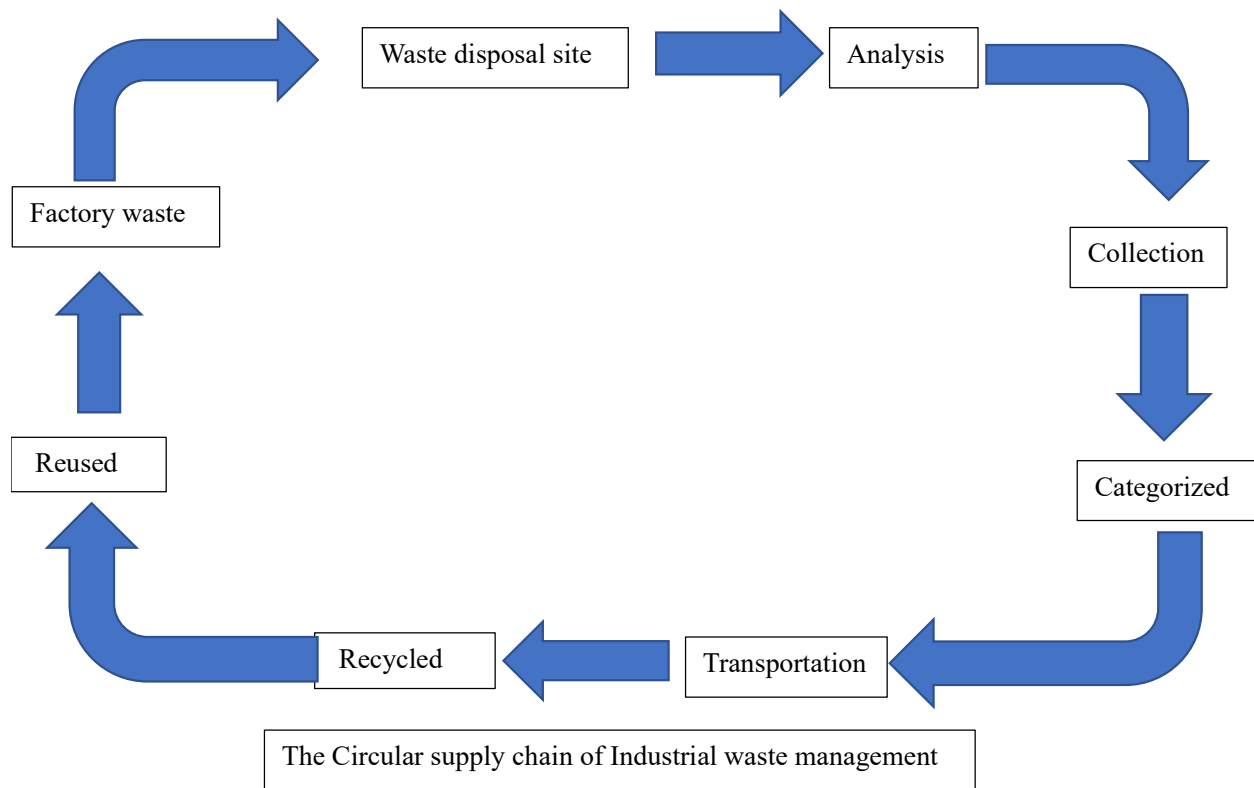 Waste disposal site
Analysis
Factory waste
Collection
Reused
Categorized
Recycled
Transportation
The Circular supply chain of Industrial waste management